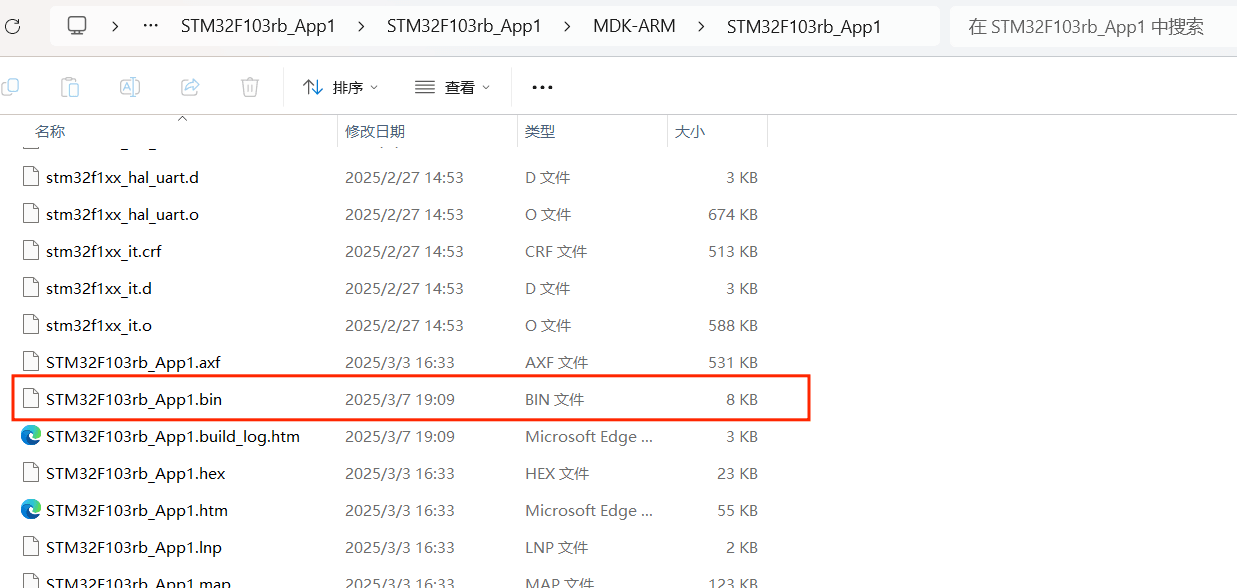 STM32F103rb_App1 STM32F103rb_App1 MDK-ARM STM32F103rb_App1 在 STM32F103rb_App1 中搜索
排序 查看
名称 修改日期 类型 大小
stm32f1xx_hal_uart.d 2025/2/27 14:53 D 文件 3 KB
stm32f1xx_hal_uart.o 2025/2/27 14:53 O 文件 674 KB
stm32f1xx_it.crf 2025/2/27 14:53 CRF 文件 513 KB
stm32f1xx_it.d 2025/2/27 14:53 D 文件 3 KB
stm32f1xx_it.o 2025/2/27 14:53 O 文件 588 KB
STM32F103rb_App1.axf 2025/3/3 16:33 AXF 文件 531 KB
STM32F103rb_App1.bin 2025/3/7 19:09 BIN 文件 8 KB
STM32F103rb_App1.build_log.htm 2025/3/7 19:09 Microsoft Edge ... 3 KB
STM32F103rb_App1.hex 2025/3/3 16:33 HEX 文件 23 KB
STM32F103rb_App1.htm 2025/3/3 16:33 Microsoft Edge ... 55 KB
STM32F103rb_App1.lnp 2025/3/3 16:33 LNP 文件 2 KB
STM32F103rb_App1.map 2025/3/3 16:33 MAP 文件 123 KB